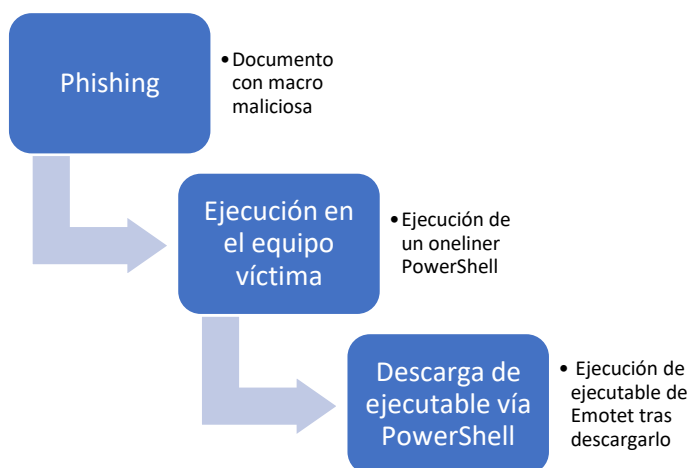 Phishing
• Documento
con macro
maliciosa
Ejecución en
el equipo
víctima
• Ejecución de
un oneliner
PowerShell
Descarga de
ejecutable vía
PowerShell
• Ejecución de
ejecutable de
Emotet tras
descargarlo